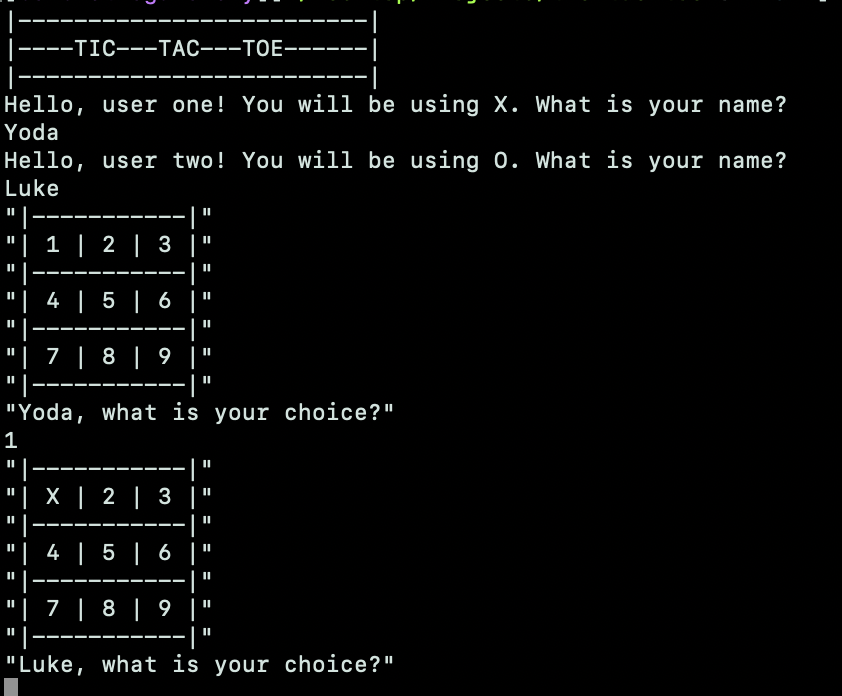 |-------------------------|
|----TIC---TAC---TOE------|
|-------------------------|
Hello, user one! You will be using X. What is your name?
Yoda
Hello, user two! You will be using O. What is your name?
Luke
"|-----------|"
"| 1 | 2 | 3 |"
"|-----------|"
"| 4 | 5 | 6 |"
"|-----------|"
"| 7 | 8 | 9 |"
"|-----------|"
"Yoda, what is your choice?"
1
"|-----------|"
"| X | 2 | 3 |"
"|-----------|"
"| 4 | 5 | 6 |"
"|-----------|"
"| 7 | 8 | 9 |"
"|-----------|"
"Luke, what is your choice?"